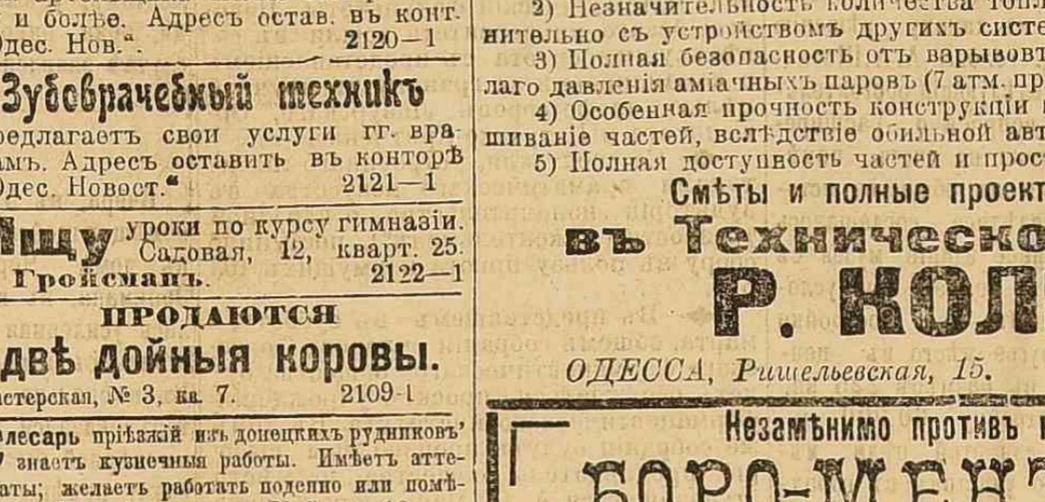 и болѣе. Адресъ остав. въ конт.
Одес. Нов.“. 2120—1
Зубоврачебный техникъ
предлагаетъ свои услуги гг. вра-
чамъ. Адресъ оставить въ конторѣ
„Одес. Новост.“ 2121—1
Ищу уроки по курсу гимназіи.
Садовая, 12, кварт. 25.
Гройсманъ. 2122—1
ПРОДАЮТСЯ
двѣ дойныя коровы.
астерская, № 3, кв. 7. 2109-1
Слесарь пріѣзжій изъ донецкихъ рудниковъ
знаетъ кузнечныя работы. Имѣетъ атте-
таты; желаетъ работать поденно или помѣ-
2) Незначительность количества топл
нительно съ устройствомъ другихъ систе
3) Полная безопасность отъ взрывовъ
лаго давленія аміачныхъ паровъ (7 атм. пр
4) Особенная прочность конструкціи
шиваніе частей, вслѣдствіе обильной авт
5) Полная доступность частей и прос
Смѣты и полные проект
въ Техническо
Р. КОЛ
ОДЕССА, Ришельевская, 15.
Незамѣнимо противъ
БОРО-МЕНТ